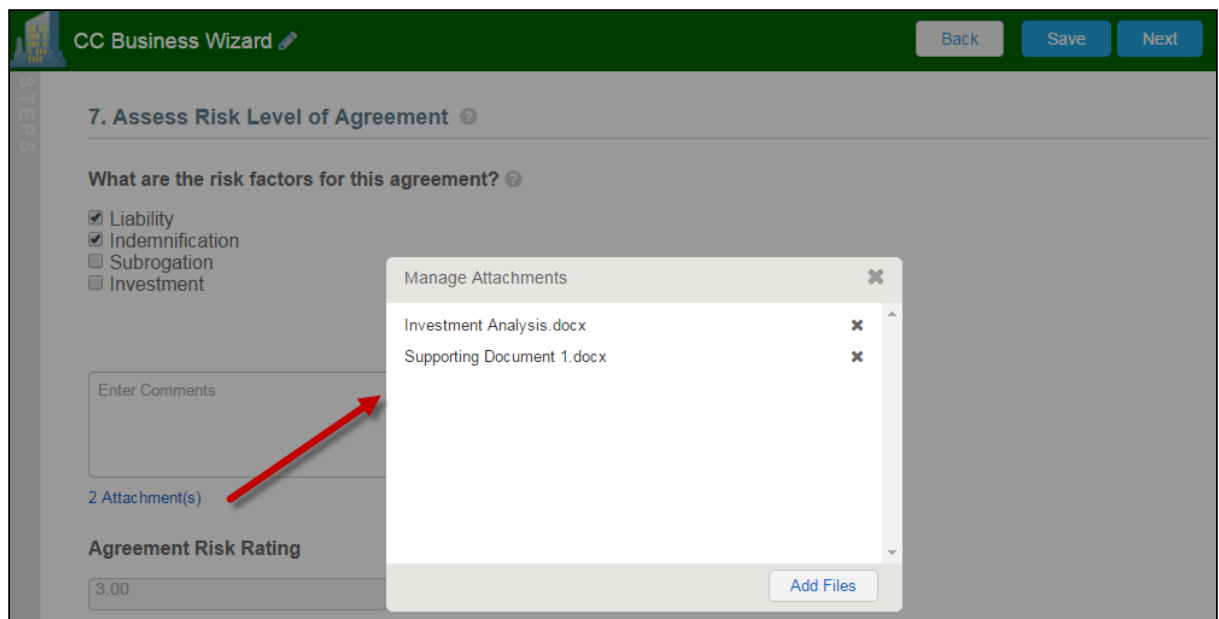 CC Business Wizard
Back
Save
Next
STEPS
7. Assess Risk Level of Agreement
What are the risk factors for this agreement?
Liability
Indemnification
Subrogation
Investment
Manage Attachments
Investment Analysis.docx
Supporting Document 1.docx
Enter Comments
2 Attachment(s)
Agreement Risk Rating
3.00
Add Files